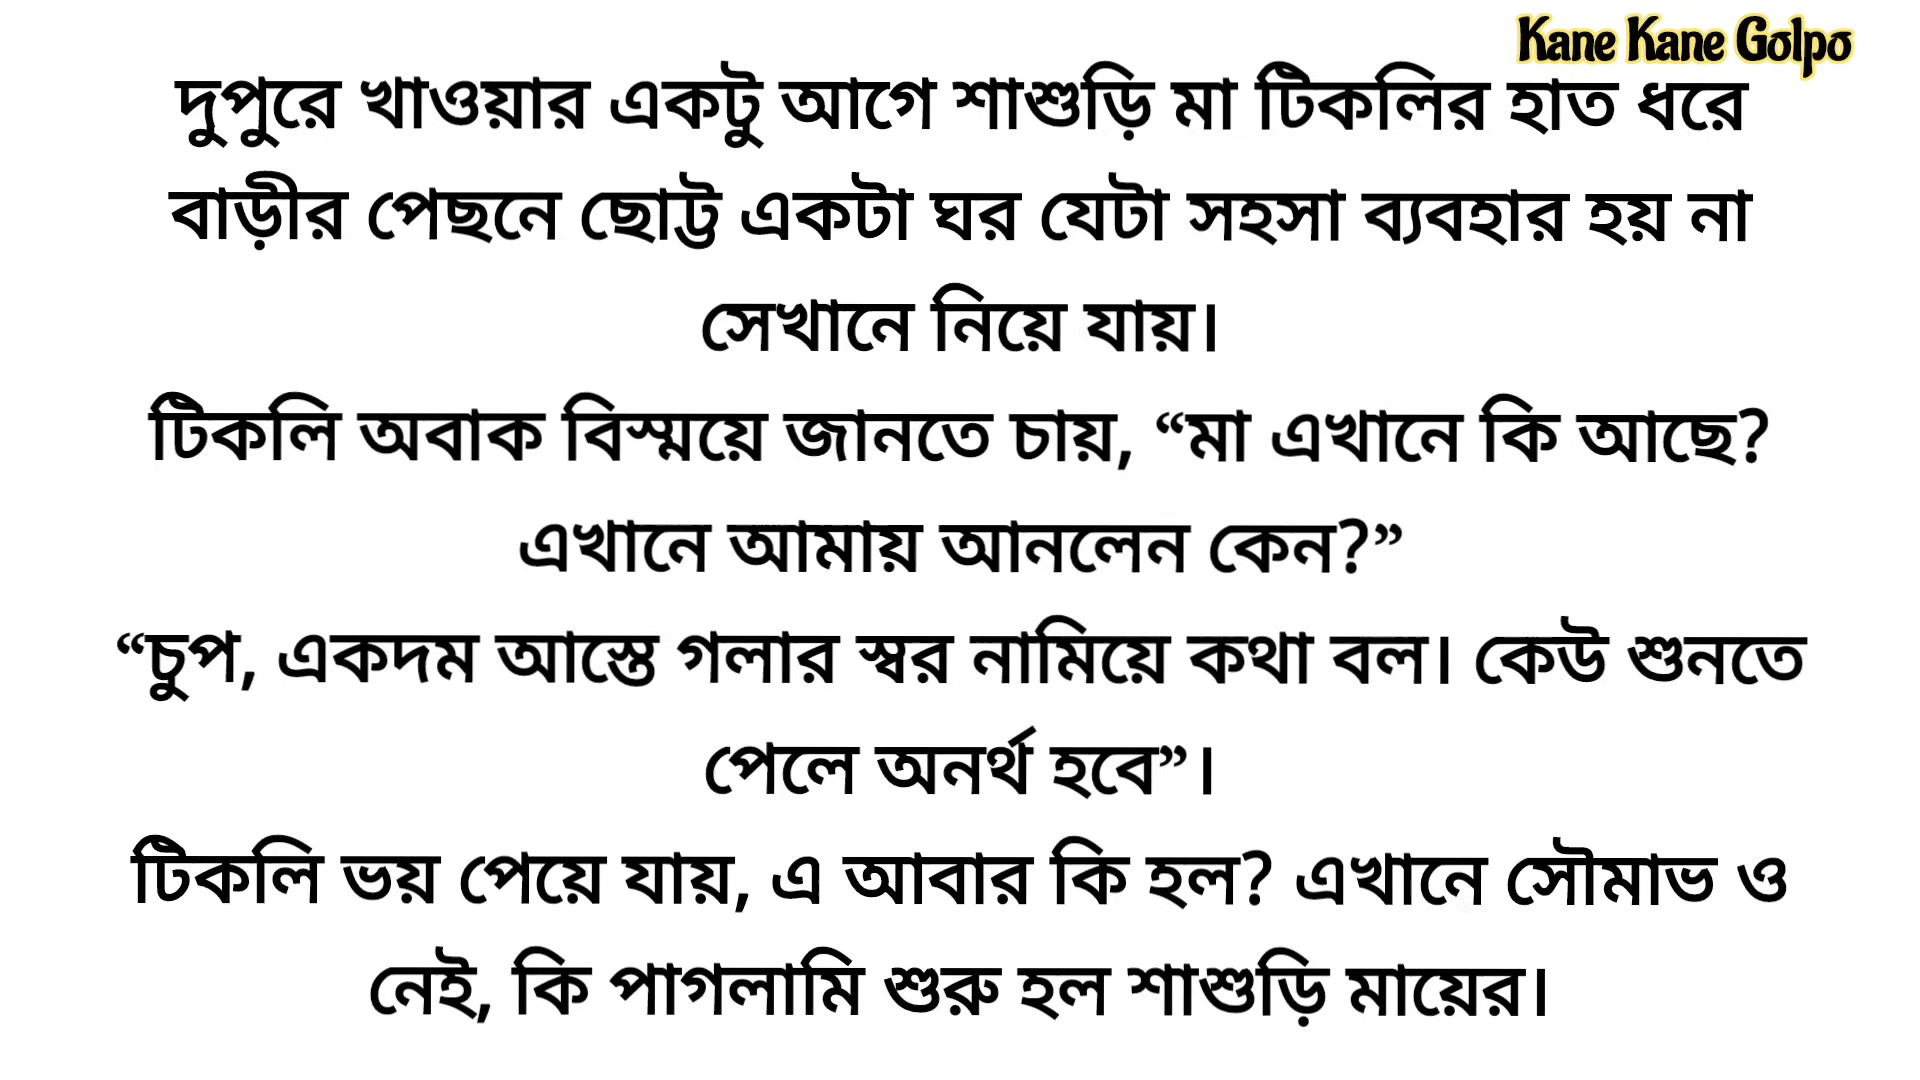 Kane Kane Golpo
দুপুরে খাওয়ার একটু আগে শাশুড়ি মা টিকলির হাত ধরে
বাড়ীর পেছনে ছোট্ট একটা ঘর যেটা সহসা ব্যবহার হয় না
সেখানে নিয়ে যায়।
টিকলি অবাক বিস্ময়ে জানতে চায়, “মা এখানে কি আছে?
এখানে আমায় আনলেন কেন?”
“চুপ, একদম আস্তে গলার স্বর নামিয়ে কথা বল। কেউ শুনতে
পেলে অনর্থ হবে”।
টিকলি ভয় পেয়ে যায়, এ আবার কি হল? এখানে সৌমাভ ও
নেই, কি পাগলামি শুরু হল শাশুড়ি মায়ের।